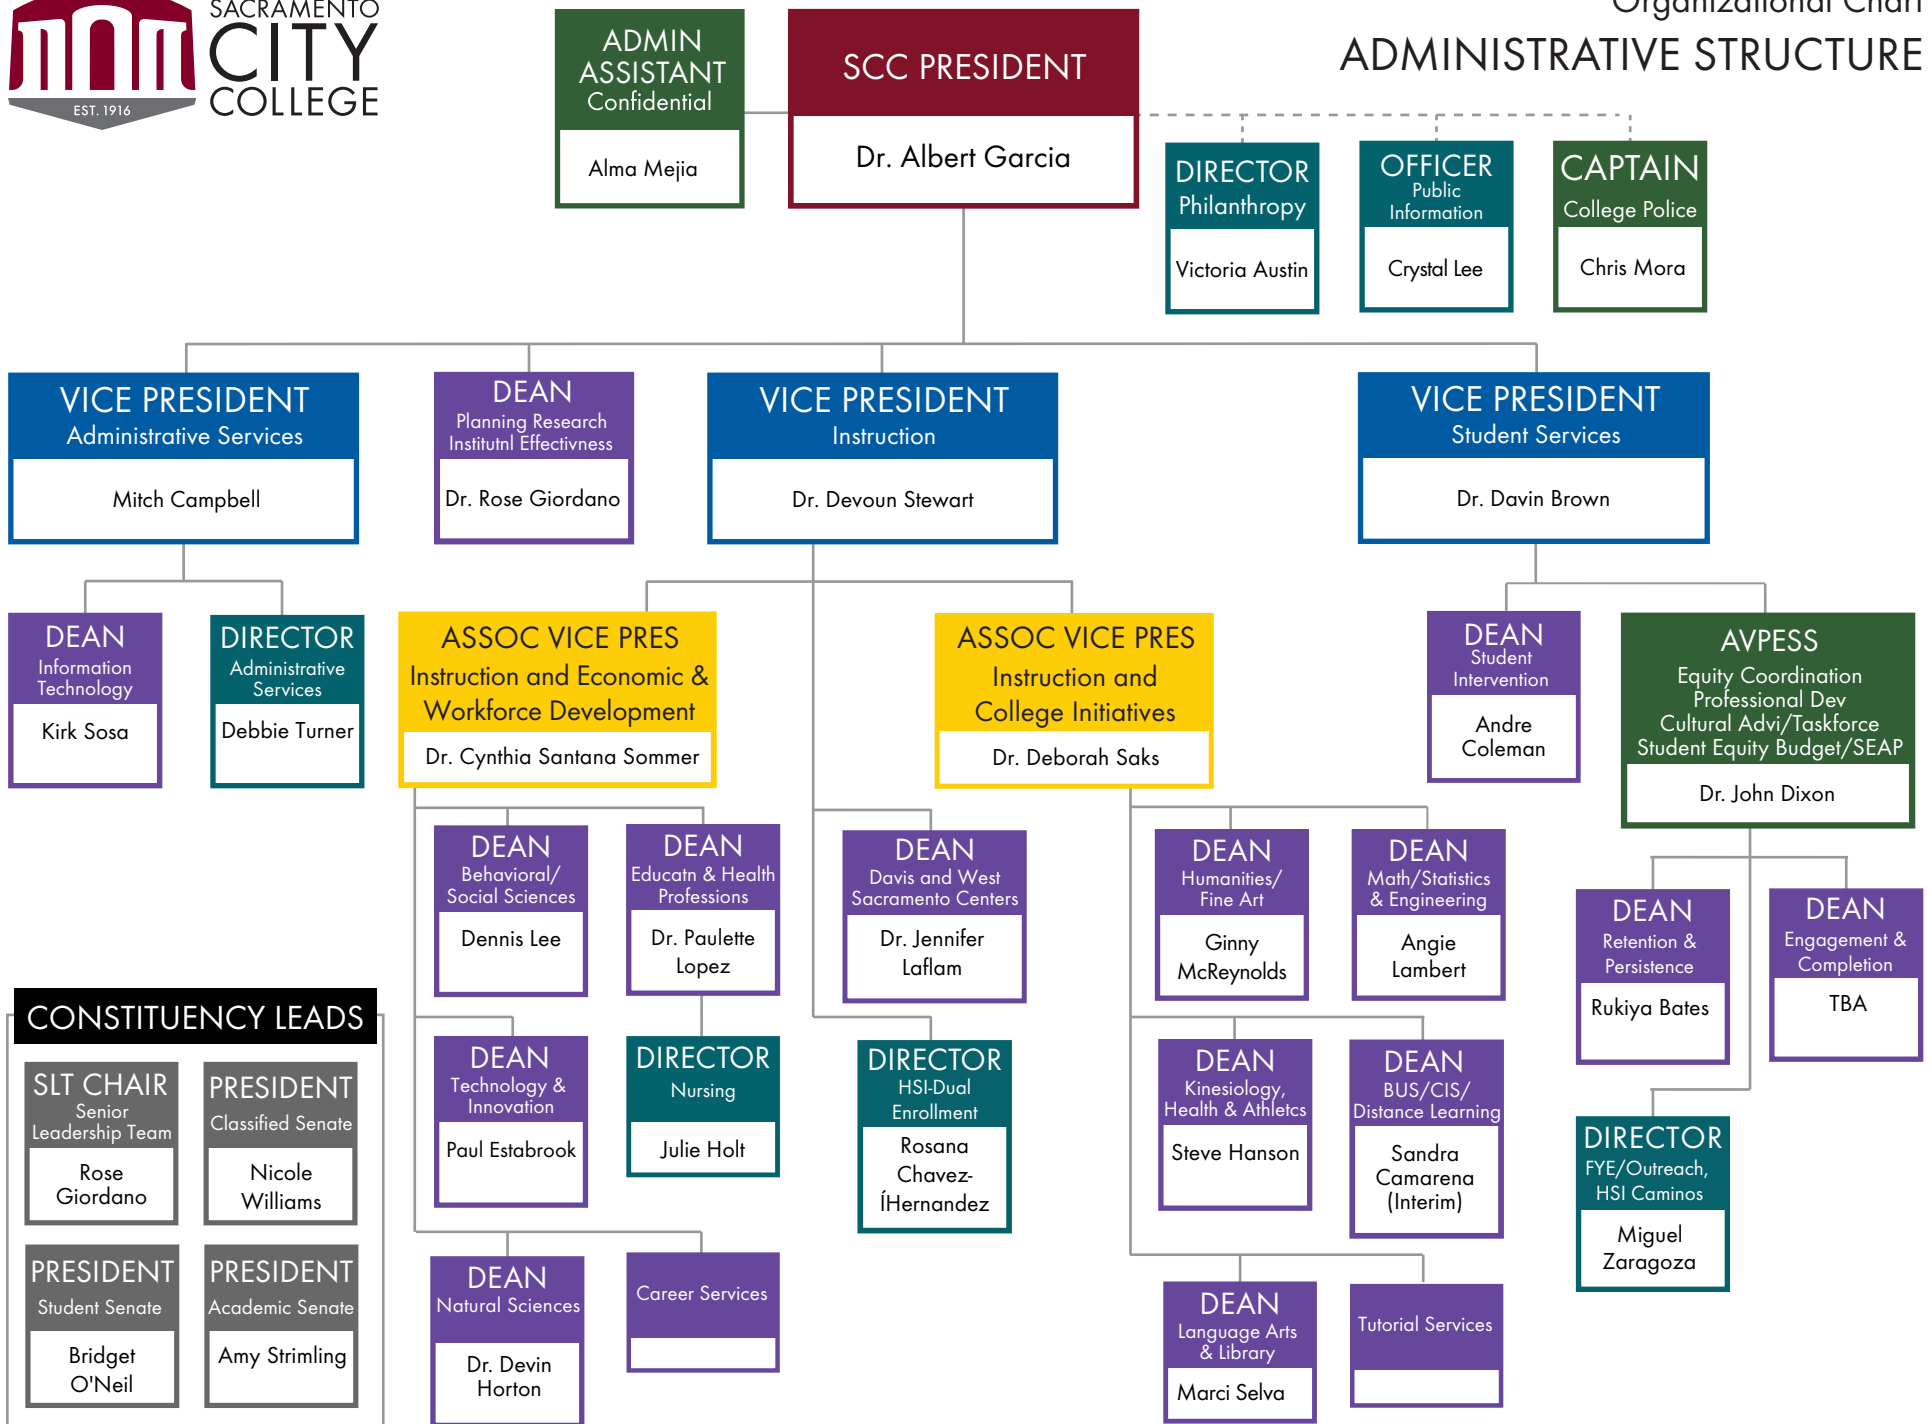 SACRAMENTO
CITY
COLLEGE
EST. 1916
Organizational Chart
ADMINISTRATIVE STRUCTURE
ADMIN
ASSISTANT
Confidential
Alma Mejia
SCC PRESIDENT
Dr. Albert Garcia
DIRECTOR
Philanthropy
Victoria Austin
OFFICER
Public
Information
Crystal Lee
CAPTAIN
College Police
Chris Mora
VICE PRESIDENT
Administrative Services
Mitch Campbell
DEAN
Planning Research
Institutnl Effectivness
Dr. Rose Giordano
VICE PRESIDENT
Instruction
Dr. Devoun Stewart
VICE PRESIDENT
Student Services
Dr. Davin Brown
DEAN
Information
Technology
Kirk Sosa
DIRECTOR
Administrative
Services
Debbie Turner
ASSOC VICE PRES
Instruction and Economic &
Workforce Development
Dr. Cynthia Santana Sommer
ASSOC VICE PRES
Instruction and
College Initiatives
Dr. Deborah Saks
DEAN
Student
Intervention
Andre
Coleman
AVPESS
Equity Coordination
Professional Dev
Cultural Advi/Taskforce
Student Equity Budget/SEAP
Dr. John Dixon
DEAN
Behavioral/
Social Sciences
Dennis Lee
DEAN
Educatn & Health
Professions
Dr. Paulette
Lopez
DEAN
Davis and West
Sacramento Centers
Dr. Jennifer
Laflam
DEAN
Humanities/
Fine Art
Ginny
McReynolds
DEAN
Math/Statistics
& Engineering
Angie
Lambert
DEAN
Retention &
Persistence
Rukiya Bates
DEAN
Engagement &
Completion
TBA
DEAN
Technology &
Innovation
Paul Estabrook
DIRECTOR
Nursing
Julie Holt
DIRECTOR
HSI-Dual
Enrollment
Rosana
Chavez-
ÍHernandez
DEAN
Kinesiology,
Health & Athletcs
Steve Hanson
DEAN
BUS/CIS/
Distance Learning
Sandra
Camarena
(Interim)
DIRECTOR
FYE/Outreach,
HSI Caminos
Miguel
Zaragoza
DEAN
Natural Sciences
Dr. Devin
Horton
Career Services
DEAN
Language Arts
& Library
Marci Selva
Tutorial Services
CONSTITUENCY LEADS
SLT CHAIR
Senior
Leadership Team
Rose
Giordano
PRESIDENT
Classified Senate
Nicole
Williams
PRESIDENT
Student Senate
Bridget
O'Neil
PRESIDENT
Academic Senate
Amy Strimling